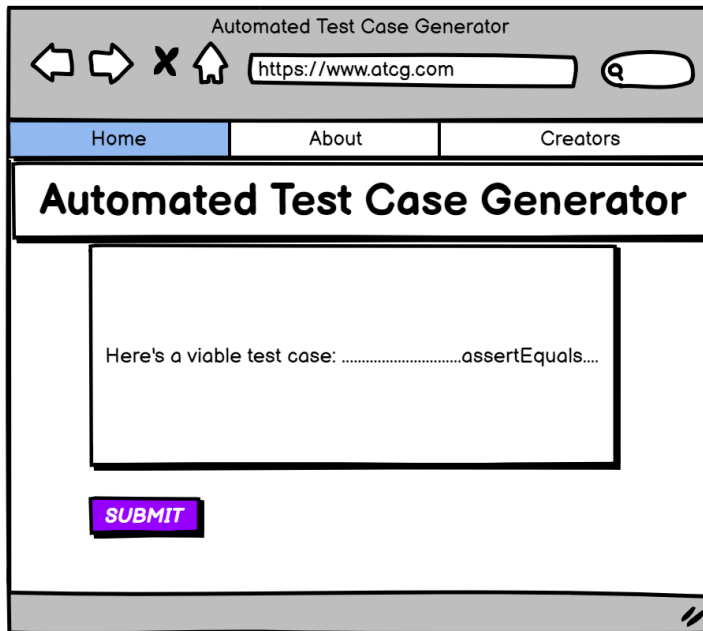 Automated Test Case Generator
https://www.atcg.com
Home About Creators
Automated Test Case Generator
Here's a viable test case: ..............................assertEquals....
SUBMIT